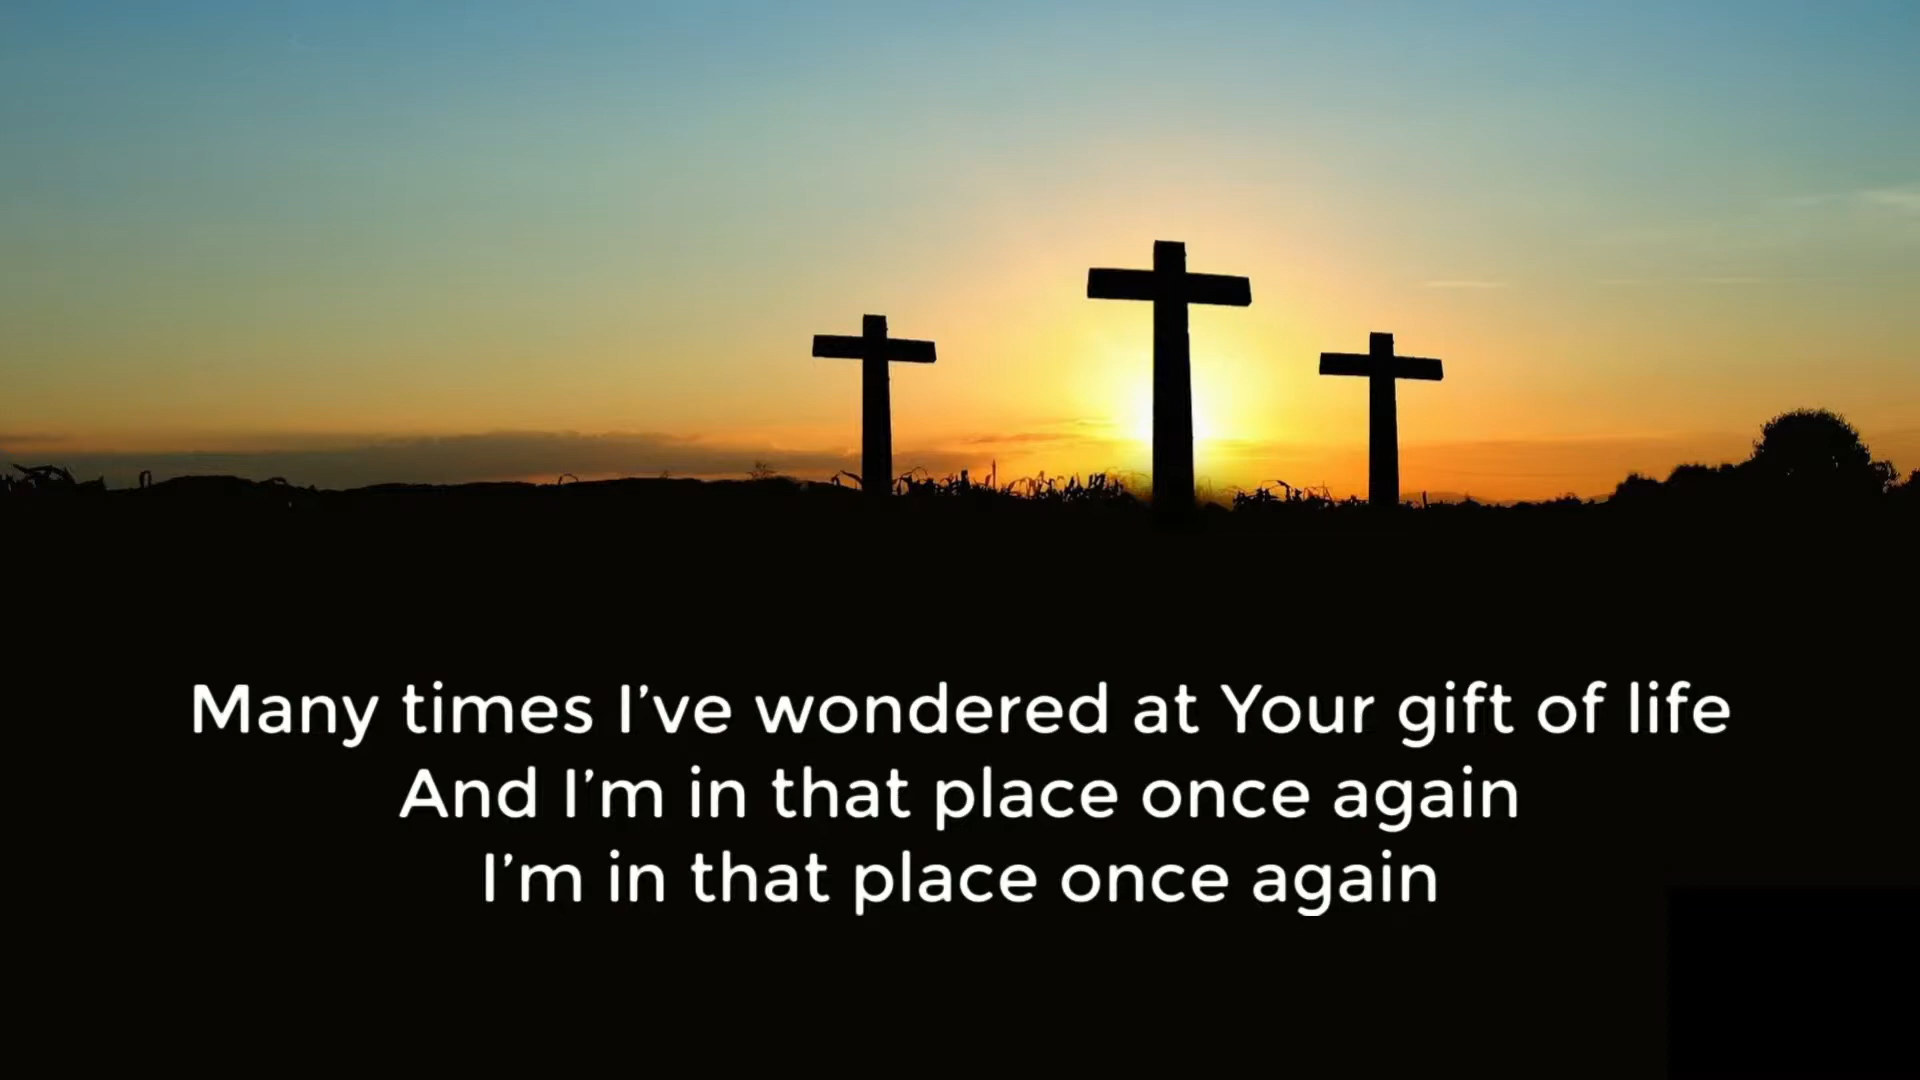 Many times I’ve wondered at Your gift of life
And I’m in that place once again
I’m in that place once again